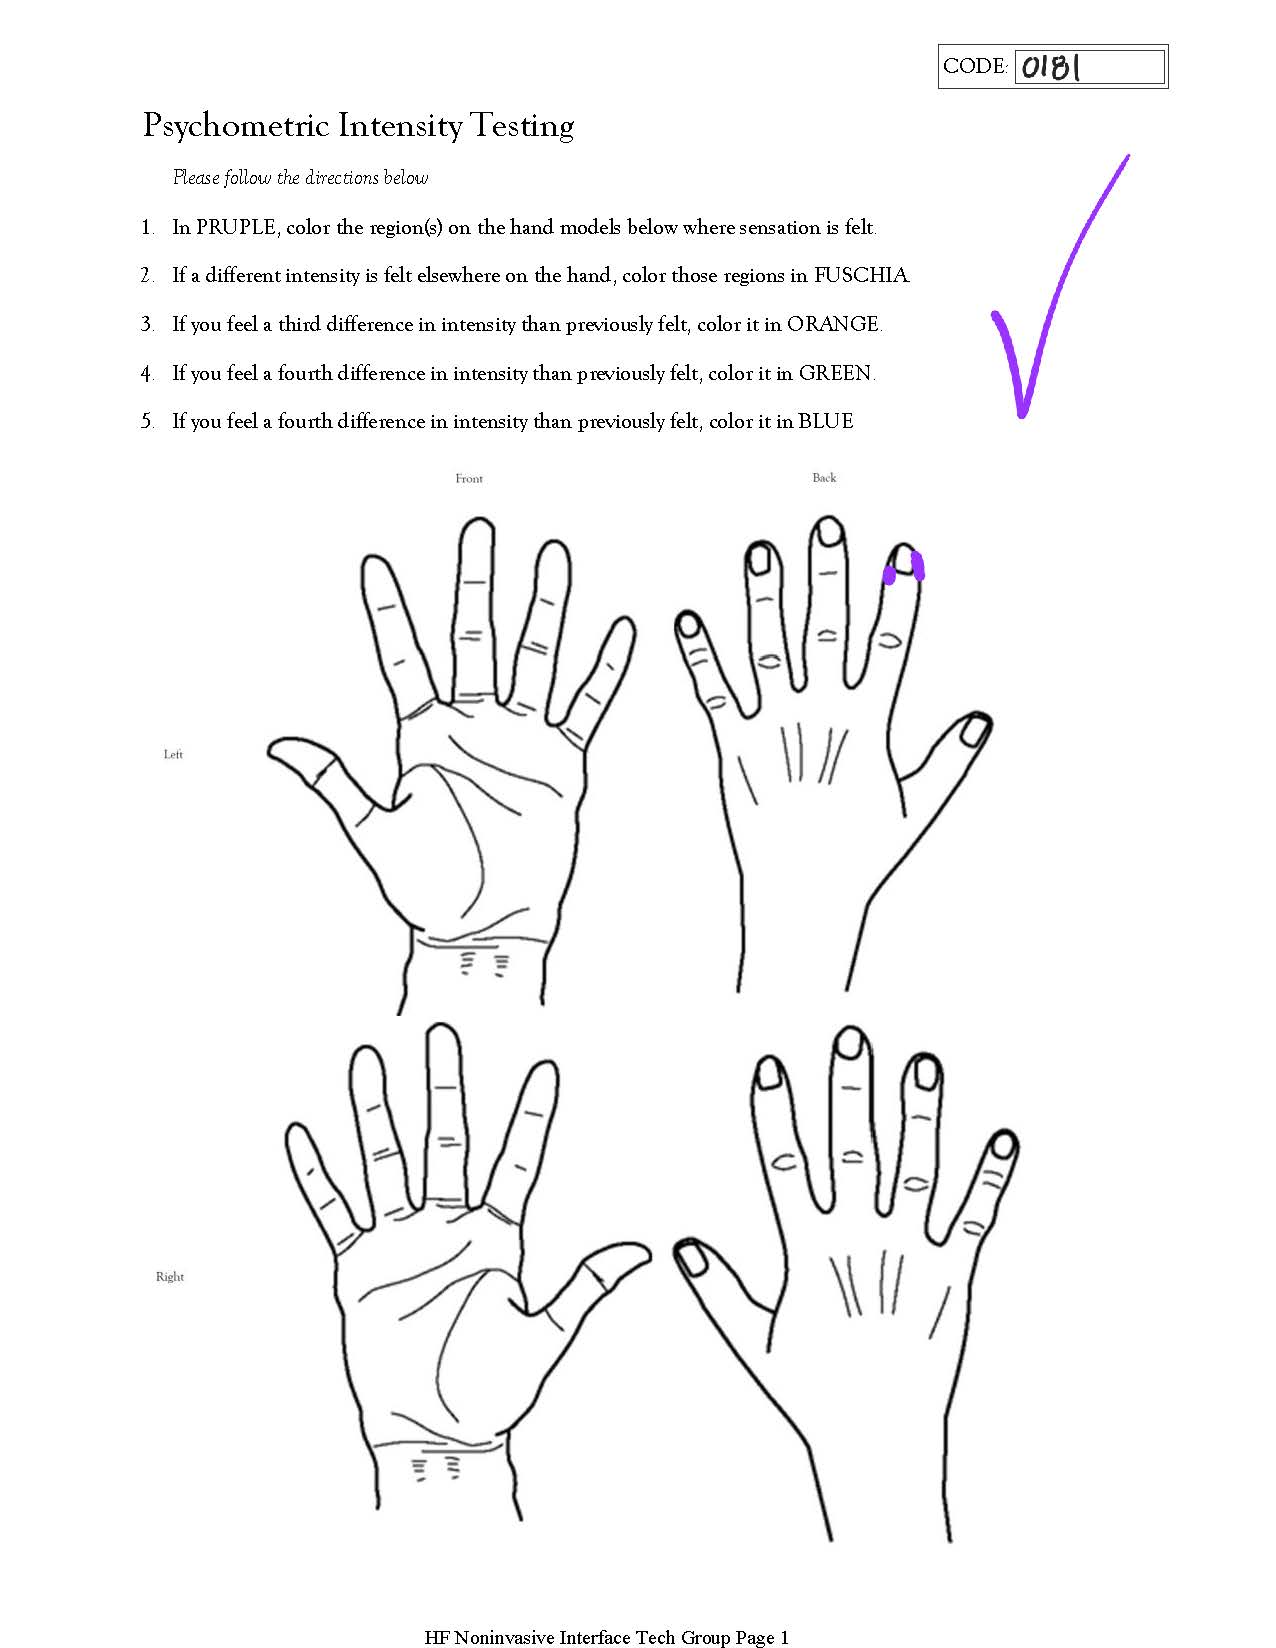 CODE: 0181
Psychometric Intensity Testing
Please follow the directions below
1. In PRUPLE, color the region(s) on the hand models below where sensation is felt.
2. If a different intensity is felt elsewhere on the hand, color those regions in FUSCHIA.
3. If you feel a third difference in intensity than previously felt, color it in ORANGE.
4. If you feel a fourth difference in intensity than previously felt, color it in GREEN.
5. If you feel a fourth difference in intensity than previously felt, color it in BLUE
Front Back
Left
Right
HF Noninvasive Interface Tech Group Page 1